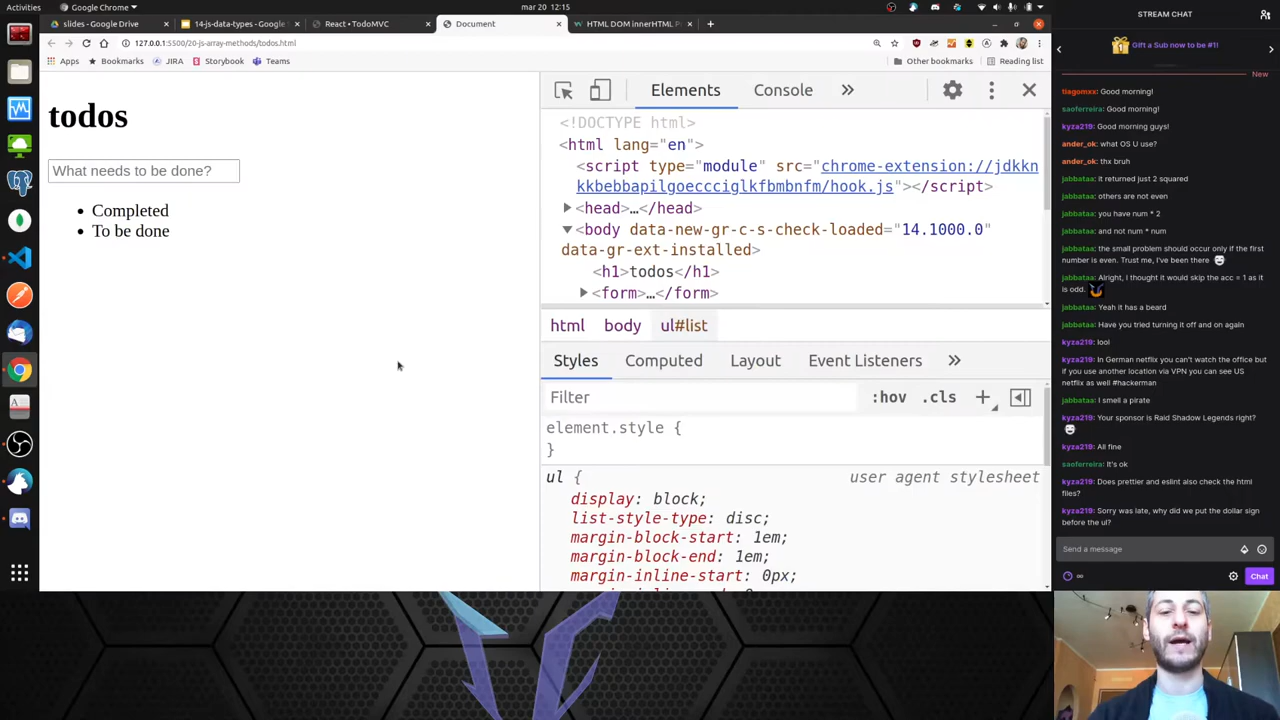 Activities
Google Chrome
mar 20 12:15
slides - Google Drive
14-js-data-types - Google
React • TodoMVC
Document
HTML DOM innerHTML Pr
127.0.0.1:5500/20-js-array-methods/todos.html
Apps
Bookmarks
JIRA
Storybook
Teams
Other bookmarks
Reading list
todos
What needs to be done?
• Completed
• To be done
Elements
Console
<!DOCTYPE html>
<html lang="en">
<script type="module" src="chrome-extension://jdkkn
kkbebbapilgoeccciglkfbmbnfm/hook.js"></script>
<head>…</head>
<body data-new-gr-c-s-check-loaded="14.1000.0"
data-gr-ext-installed>
<h1>todos</h1>
<form>…</form>
html
body
ul#list
Styles
Computed
Layout
Event Listeners
Filter
:hov
.cls
element.style {
}
ul {
user agent stylesheet
display: block;
list-style-type: disc;
margin-block-start: 1em;
margin-block-end: 1em;
margin-inline-start: 0px;
STREAM CHAT
Gift a Sub now to be #1!
New
tiagomxx: Good morning!
saoferreira: Good morning!
kyza219: Good morning guys!
ander_ok: what OS U use?
ander_ok: thx bruh
jabbataa: it returned just 2 squared
jabbataa: others are not even
jabbataa: you have num * 2
jabbataa: and not num * num
jabbataa: the small problem should occur only if the first
number is even. Trust me, I've been there
jabbataa: Alright, I thought it would skip the acc = 1 as it
is odd.
jabbataa: Yeah it has a beard
jabbataa: Have you tried turning it off and on again
kyza219: lool
kyza219: In German netflix you can't watch the office but
if you use another location via VPN you can see US
netflix as well #hackerman
jabbataa: I smell a pirate
kyza219: Your sponsor is Raid Shadow Legends right?
kyza219: All fine
saoferreira: It's ok
kyza219: Does prettier and eslint also check the html
files?
kyza219: Sorry was late, why did we put the dollar sign
before the ul?
Send a message
Chat